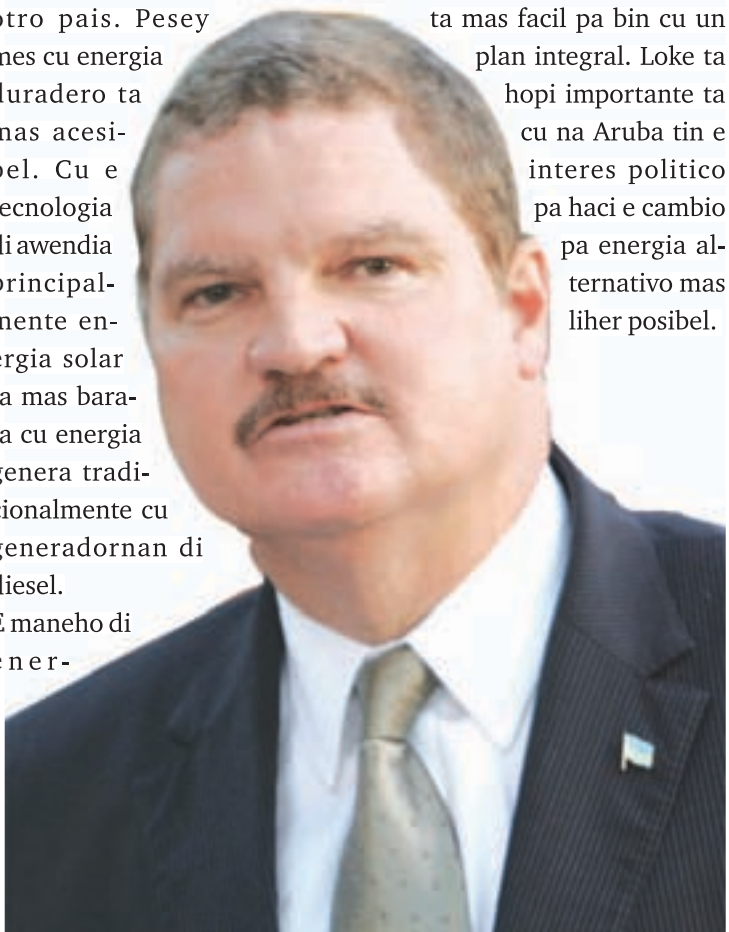 otro pais. Pesey
mes cu energia
duradero ta
mas acesi-
bel. Cu e
tecnologia
di awendia
principal-
mente en-
ergia solar
ta mas bara-
ta cu energia
genera tradi-
cionalmente cu
generadornan di
diesel.
E maneho di
ener-
ta mas facil pa bin cu un
plan integral. Loke ta
hopi importante ta
cu na Aruba tin e
interes politico
pa haci e cambio
pa energia al-
ternativo mas
liher posibel.